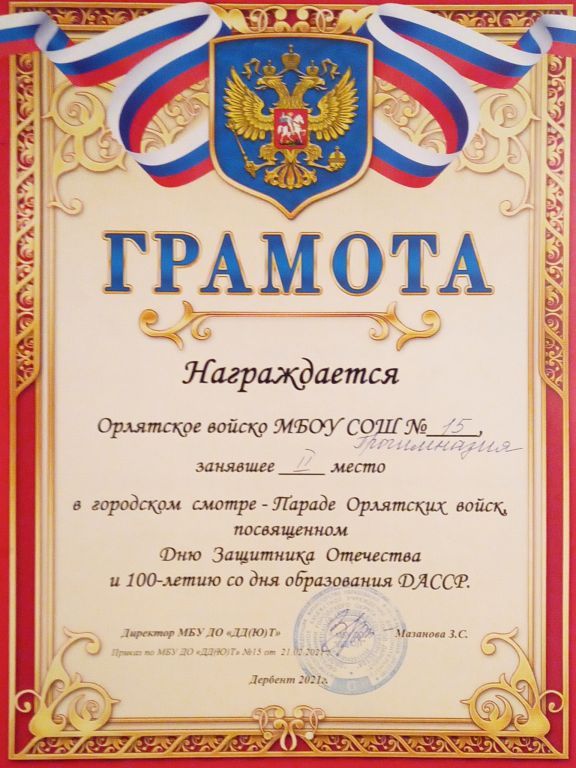 ГРАМОТА
Награждается
Орлятское войско МБОУ СОШ № 15,
Прогимназия
занявшее II место
в городском смотре - Параде Орлятских войск,
посвященном
Дню Защитника Отечества
и 100-летию со дня образования ДАССР.
Директор МБУ ДО «ДД(Ю)Т» Мазанова З.С.
Приказ по МБУ ДО «ДД(Ю)Т» №15 от 21.02.2021г.
Дербент 2021г.